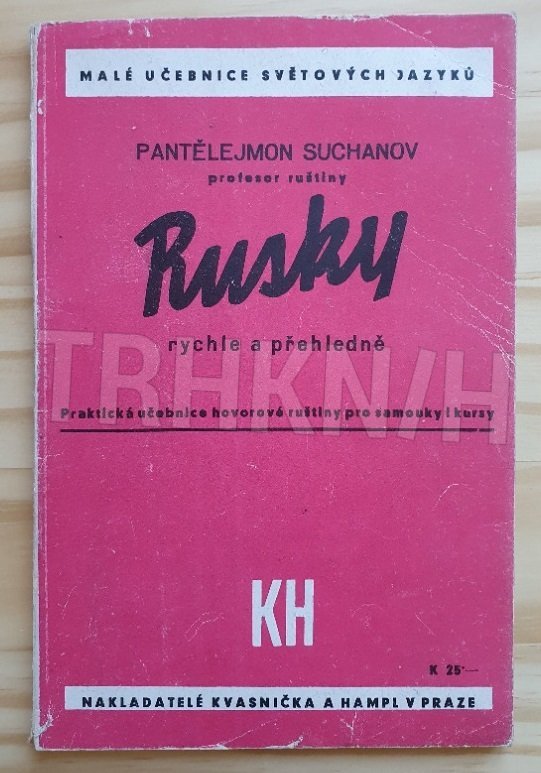 MALÉ UČEBNICE SVĚTOVÝCH JAZYKŮ
PANTĚLEJMON SUCHANOV
profesor ruštiny
Rusky
rychle a přehledně
TRHKNIH
Praktická učebnice hovorové ruštiny pro samouky i kursy
KH
K 25·—
NAKLADATELÉ KVASNIČKA A HAMPL V PRAZE